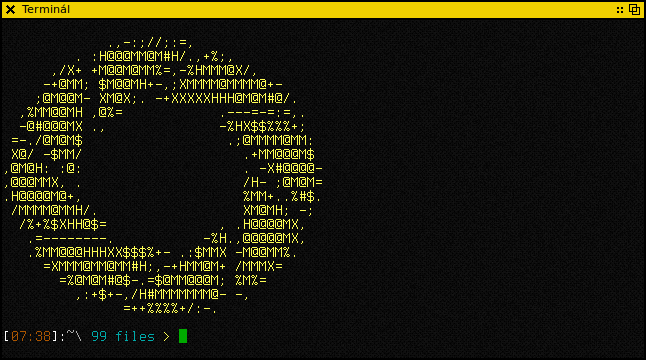 Terminál
.,-:;//;:=,
. :H@@@MM@M#H/.,+%;,
,/X+ +M@@M@MM%=,-%HMMM@X/,
-+@MM; $M@@MH+-,;XMMMM@MMMM@+-
;@M@@M- XM@X;. -+XXXXXHHH@M@M#@/.
,%MM@@MH ,@%= .---=-=:=,.
-@#@@@MX ., -%HX$$%%%+;
=-./@M@M$ .;@MMMM@MM:
X@/ -$MM/ .+MM@@@M$
,@M@H: :@: . -X#@@@@-
,@@@MMX, . /H- ;@M@M=
.H@@@@M@+, %MM+..%#$.
/MMMM@MMH/. XM@MH; -;
/%+%$XHH@$= , .H@@@@MX,
.=--------. -%H.,@@@@@MX,
.%MM@@@HHHXX$$$%+- .:$MMX -M@@MM%.
=XMMM@MM@MM#H;,-+HMM@M+ /MMMX=
=%@M@M#@$-.=$@MM@@@M; %M%=
,:+$+-,/H#MMMMMMM@- -,
=++%%%%+/:-.
[07:38]:~\ 99 files >